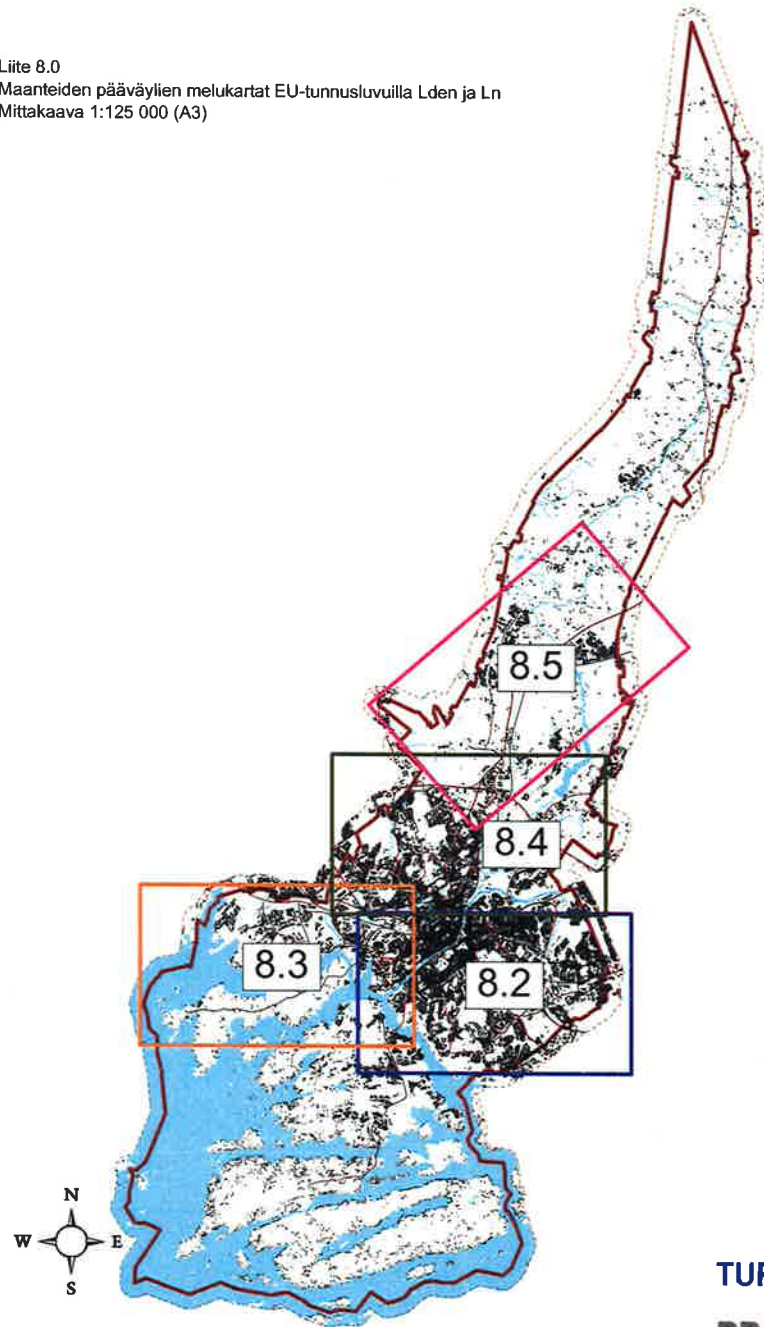 Liite 8.0
Maanteiden pääväylien melukartat EU-tunnusluvuilla Lden ja Ln
Mittakaava 1:125 000 (A3)
8.5
8.4
8.3
8.2
N
W E
S